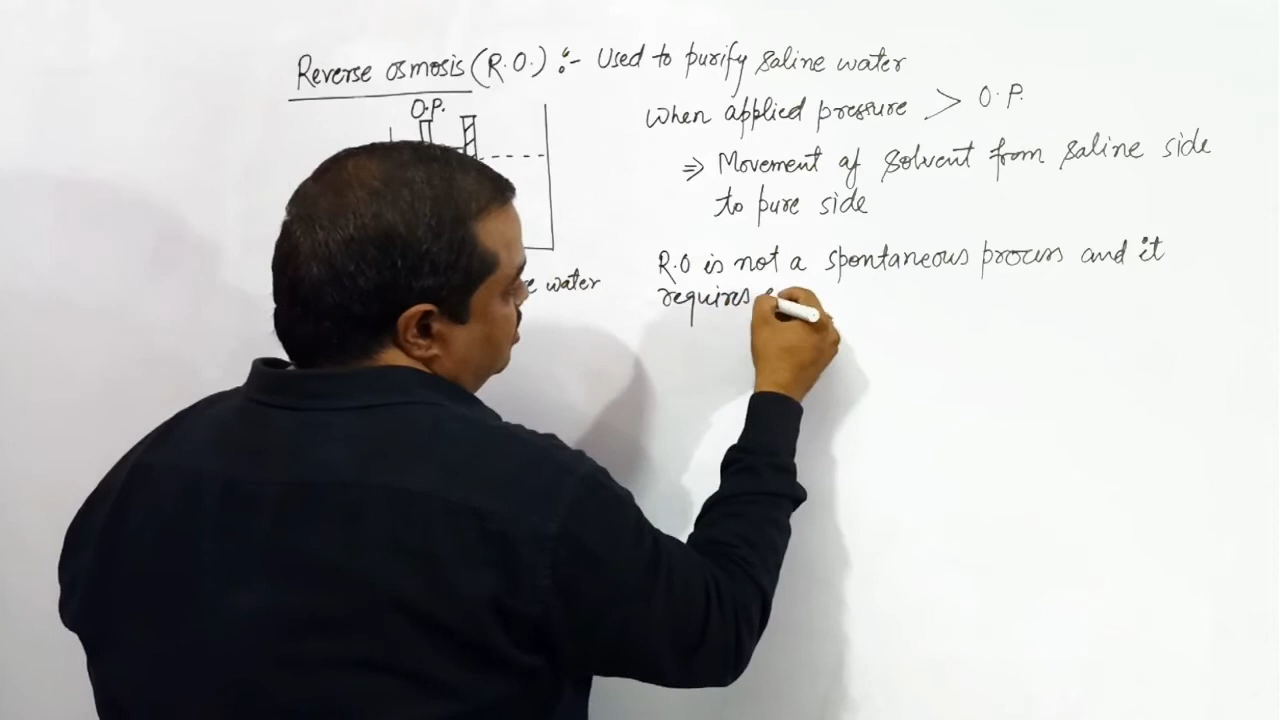 Reverse osmosis (R.O.) :- Used to purify saline water
O.P.
When applied pressure > O.P.
⇒ Movement of solvent from saline side
to pure side
R.O is not a spontaneous process and it
requires
water